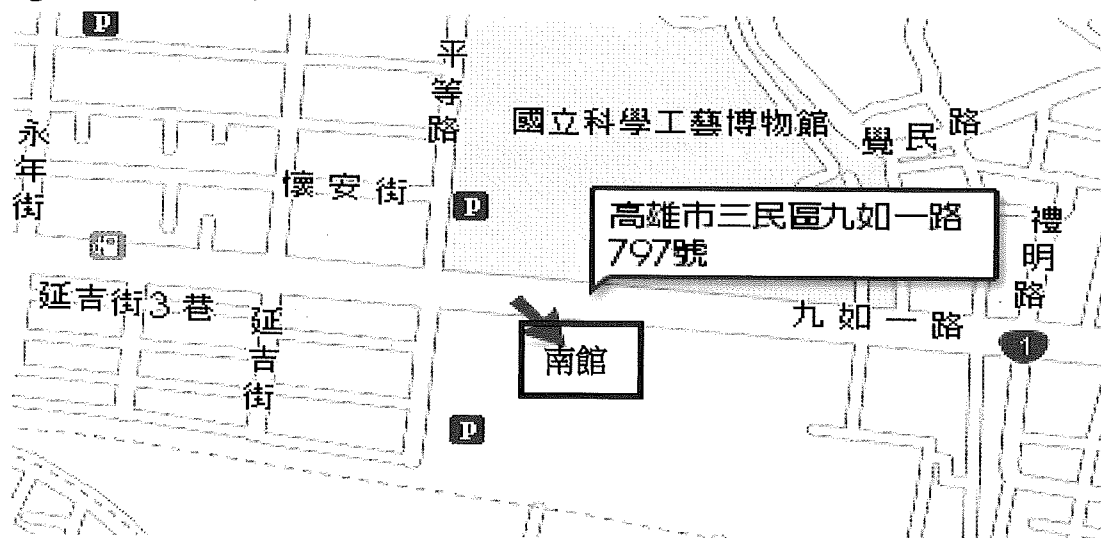 P
平等路
永年街
國立科學工藝博物館
覺民路
懷安街
P
高雄市三民區九如一路
797號
禮明路
延吉街3巷
延吉街
九如一路
1
南館
P